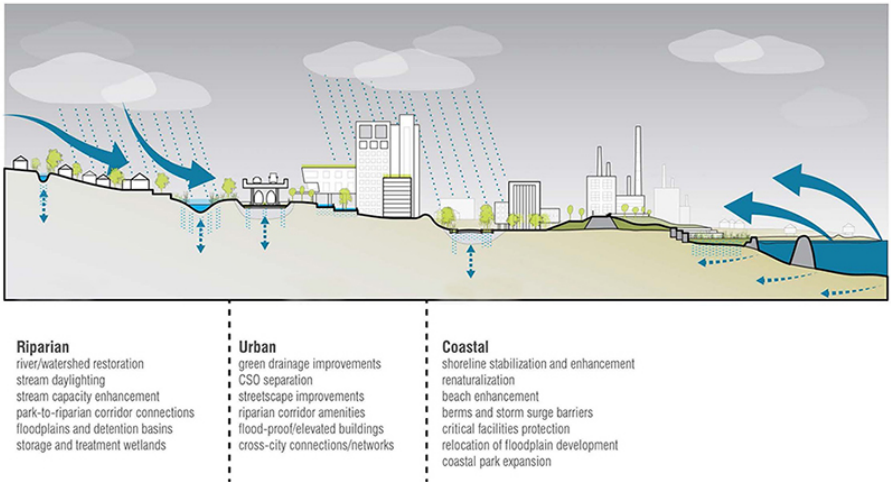 Riparian
river/watershed restoration
stream daylighting
stream capacity enhancement
park-to-riparian corridor connections
floodplains and detention basins
storage and treatment wetlands
Urban
green drainage improvements
CSO separation
streetscape improvements
riparian corridor amenities
flood-proof/elevated buildings
cross-city connections/networks
Coastal
shoreline stabilization and enhancement
renaturalization
beach enhancement
berms and storm surge barriers
critical facilities protection
relocation of floodplain development
coastal park expansion